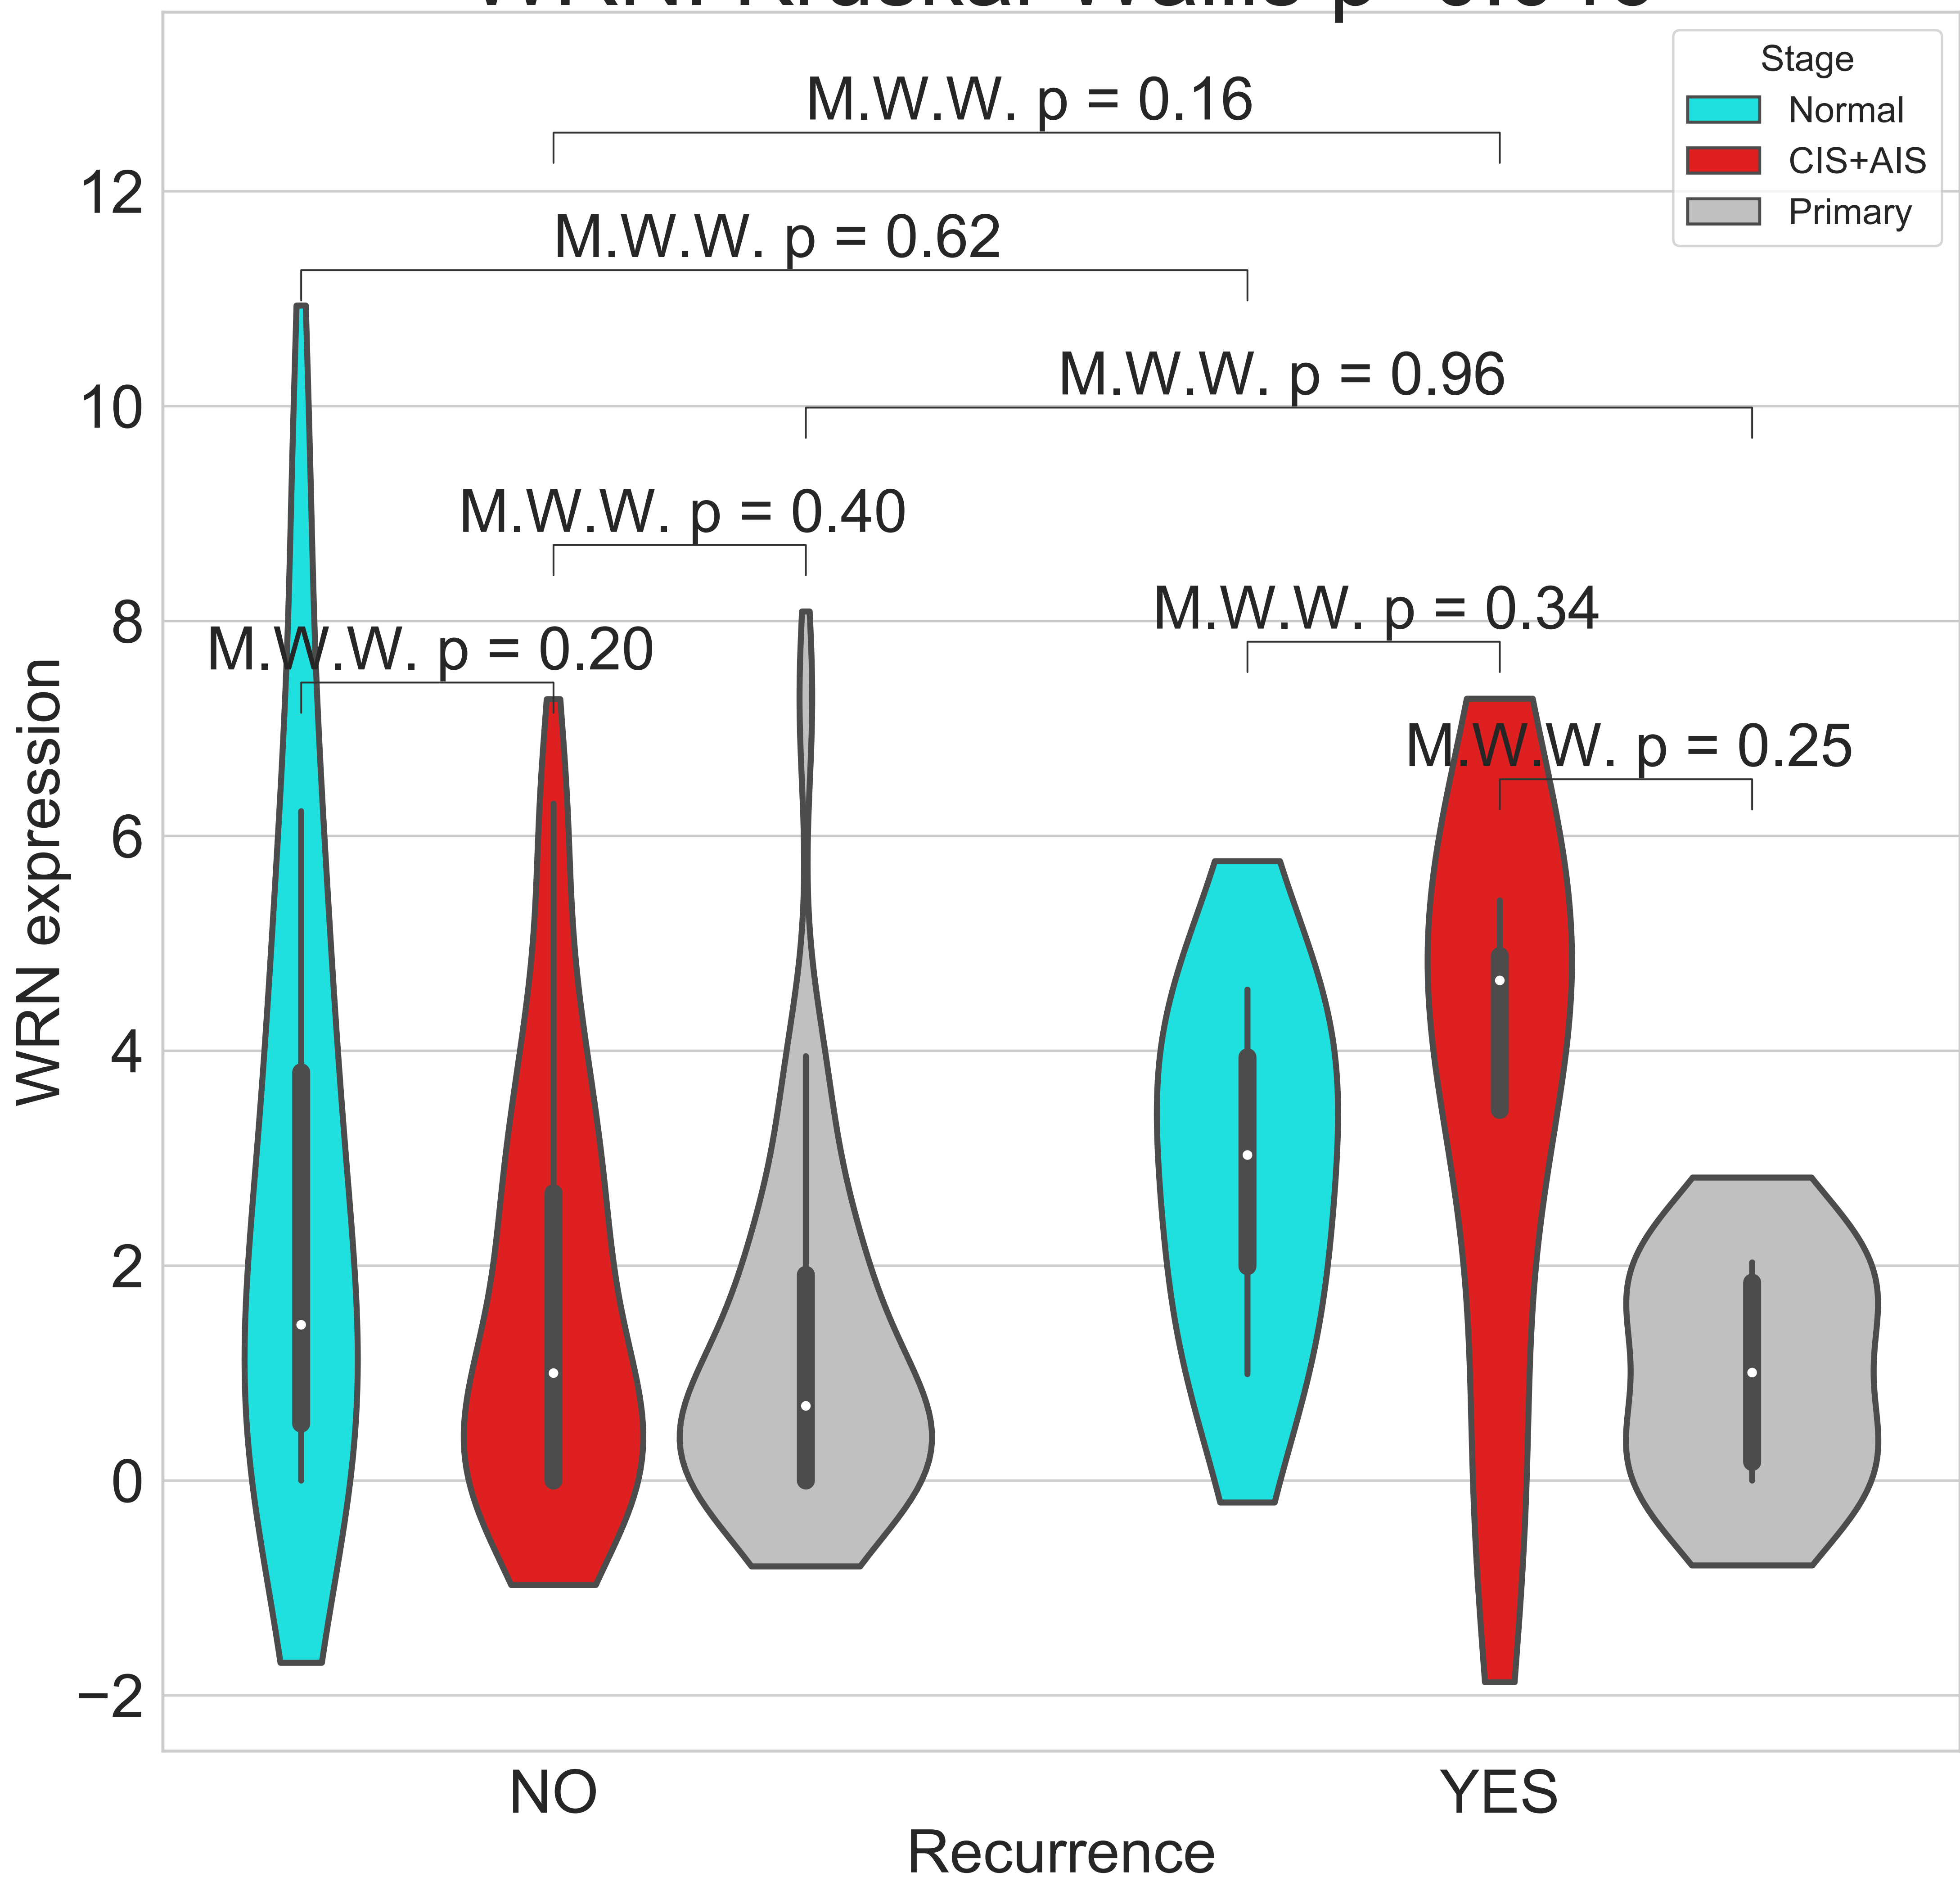 Stage
Normal
CIS+AIS
Primary
M.W.W. p = 0.16
M.W.W. p = 0.62
M.W.W. p = 0.96
M.W.W. p = 0.40
M.W.W. p = 0.34
M.W.W. p = 0.20
M.W.W. p = 0.25
12
10
8
6
4
2
0
−2
WRN expression
NO
YES
Recurrence